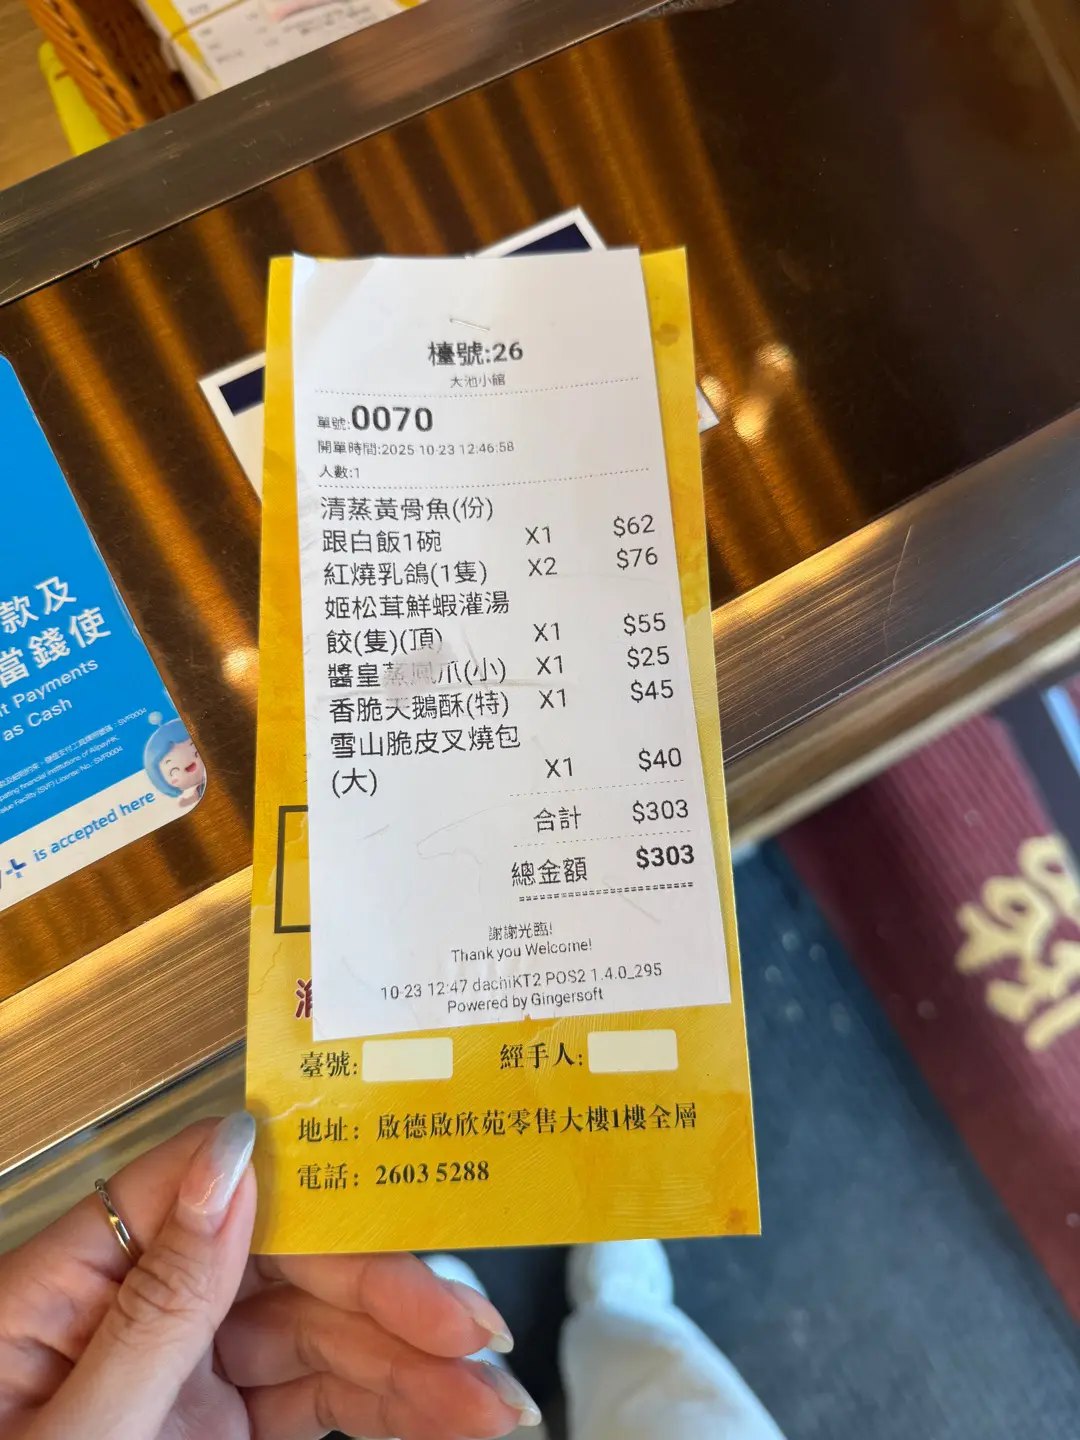 檯號:26
大池小館
單號:0070
開單時間:2025 10-23 12:46:58
人數:1
清蒸黃骨魚(份)
跟白飯1碗 X1 $62
紅燒乳鴿(1隻) X2 $76
姬松茸鮮蝦灌湯
餃(隻)(頂) X1 $55
醬皇蒸鳳爪(小) X1 $25
香脆天鵝酥(特) X1 $45
雪山脆皮叉燒包
(大) X1 $40
合計 $303
總金額 $303
謝謝光臨!
Thank you Welcome!
10-23 12:47 dachiKT2 POS2 1.4.0_295
Powered by Gingersoft
臺號:
經手人:
地址：啟德啟欣苑零售大樓1樓全層
電話：2603 5288
款及
當錢使
t Payments
as Cash
is accepted here